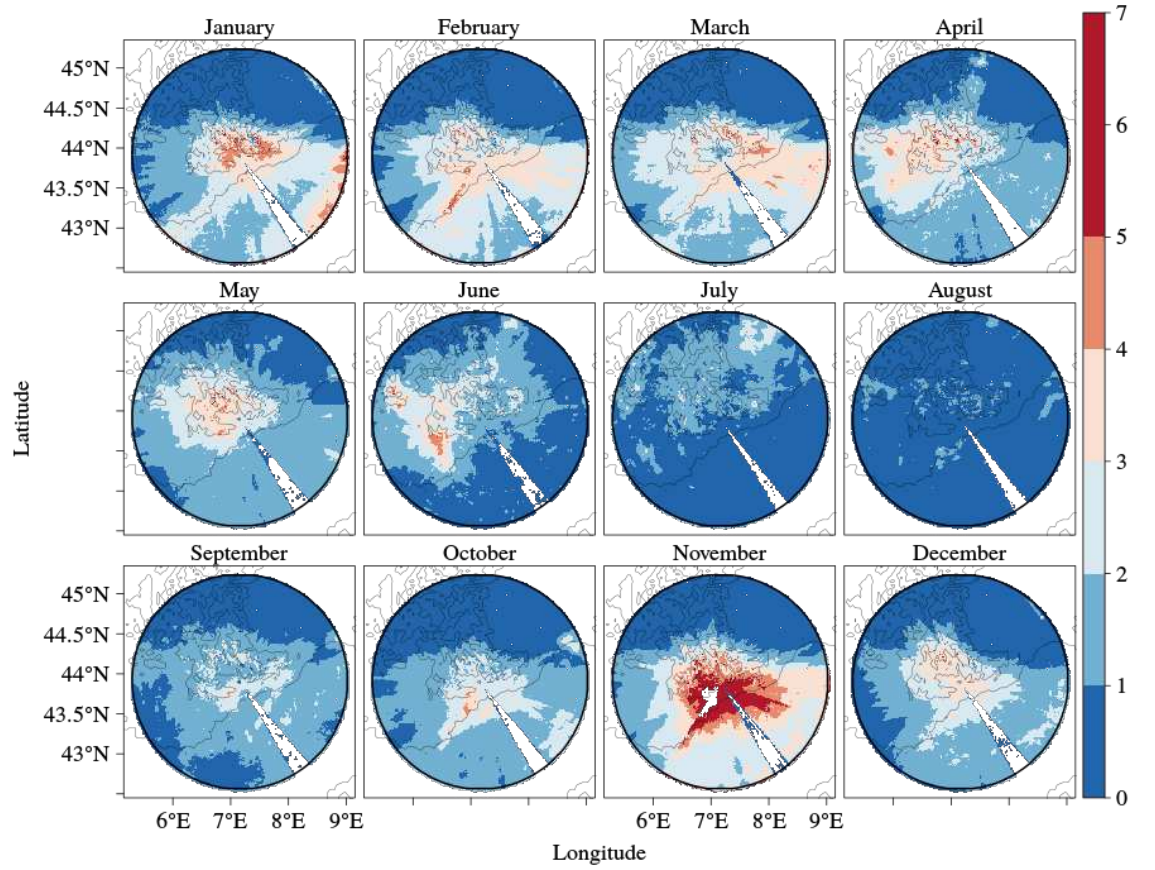 January February March April
7
45°N
44.5°N
44°N
43.5°N
43°N
6
5
May June July August
4
Latitude
3
September October November December
2
45°N
44.5°N
44°N
43.5°N
43°N
1
0
6°E 7°E 8°E 9°E 6°E 7°E 8°E 9°E
Longitude